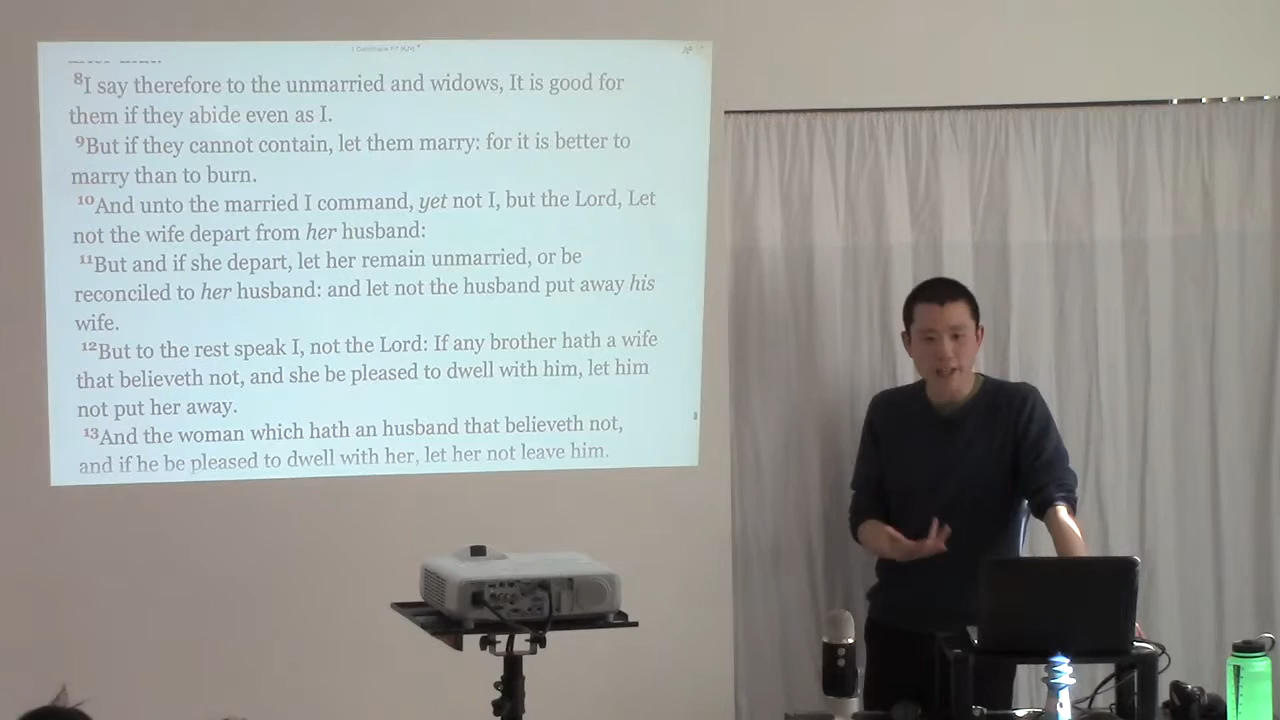 1 Corinthians 7:7 (KJV)
8I say therefore to the unmarried and widows, It is good for
them if they abide even as I.
9But if they cannot contain, let them marry: for it is better to
marry than to burn.
10And unto the married I command, yet not I, but the Lord, Let
not the wife depart from her husband:
11But and if she depart, let her remain unmarried, or be
reconciled to her husband: and let not the husband put away his
wife.
12But to the rest speak I, not the Lord: If any brother hath a wife
that believeth not, and she be pleased to dwell with him, let him
not put her away.
13And the woman which hath an husband that believeth not,
and if he be pleased to dwell with her, let her not leave him.